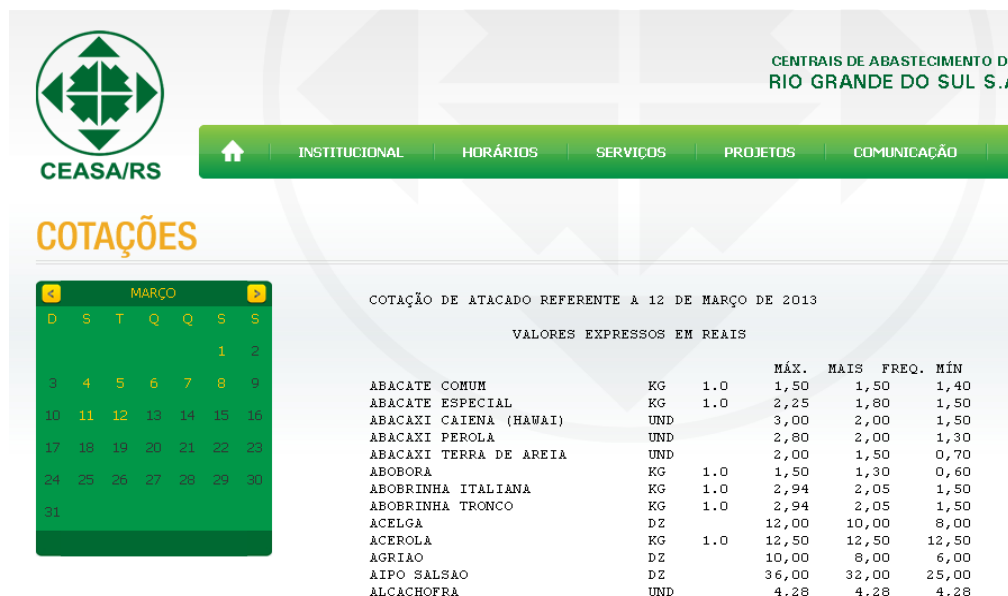 CENTRAIS DE ABASTECIMENTO D
RIO GRANDE DO SUL S.A
CEASA/RS
INSTITUCIONAL HORÁRIOS SERVIÇOS PROJETOS COMUNICAÇÃO
COTAÇÕES
< MARÇO >
D S T Q Q S S
1 2
3 4 5 6 7 8 9
10 11 12 13 14 15 16
17 18 19 20 21 22 23
24 25 26 27 28 29 30
31
COTAÇÃO DE ATACADO REFERENTE A 12 DE MARÇO DE 2013
VALORES EXPRESSOS EM REAIS
MÁX. MAIS FREQ. MÍN
ABACATE COMUM KG 1.0 1,50 1,50 1,40
ABACATE ESPECIAL KG 1.0 2,25 1,80 1,50
ABACAXI CAIENA (HAWAI) UND 3,00 2,00 1,50
ABACAXI PEROLA UND 2,80 2,00 1,30
ABACAXI TERRA DE AREIA UND 2,00 1,50 0,70
ABOBORA KG 1.0 1,50 1,30 0,60
ABOBRINHA ITALIANA KG 1.0 2,94 2,05 1,50
ABOBRINHA TRONCO KG 1.0 2,94 2,05 1,50
ACELGA DZ 12,00 10,00 8,00
ACEROLA KG 1.0 12,50 12,50 12,50
AGRIAO DZ 10,00 8,00 6,00
AIPO SALSAO DZ 36,00 32,00 25,00
ALCACHOFRA UND 4,28 4,28 4,28